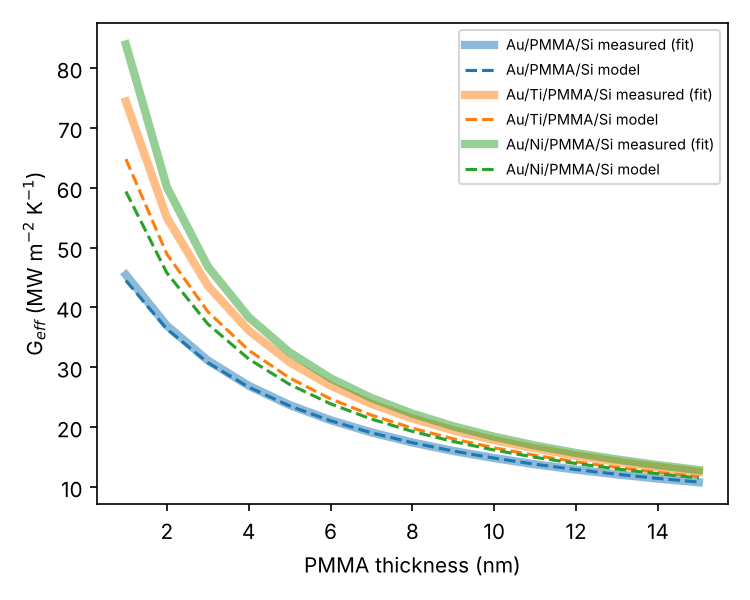 Au/PMMA/Si measured (fit)
Au/PMMA/Si model
Au/Ti/PMMA/Si measured (fit)
Au/Ti/PMMA/Si model
Au/Ni/PMMA/Si measured (fit)
Au/Ni/PMMA/Si model
80
70
60
50
40
30
20
10
G_eff (MW m⁻² K⁻¹)
2 4 6 8 10 12 14
PMMA thickness (nm)